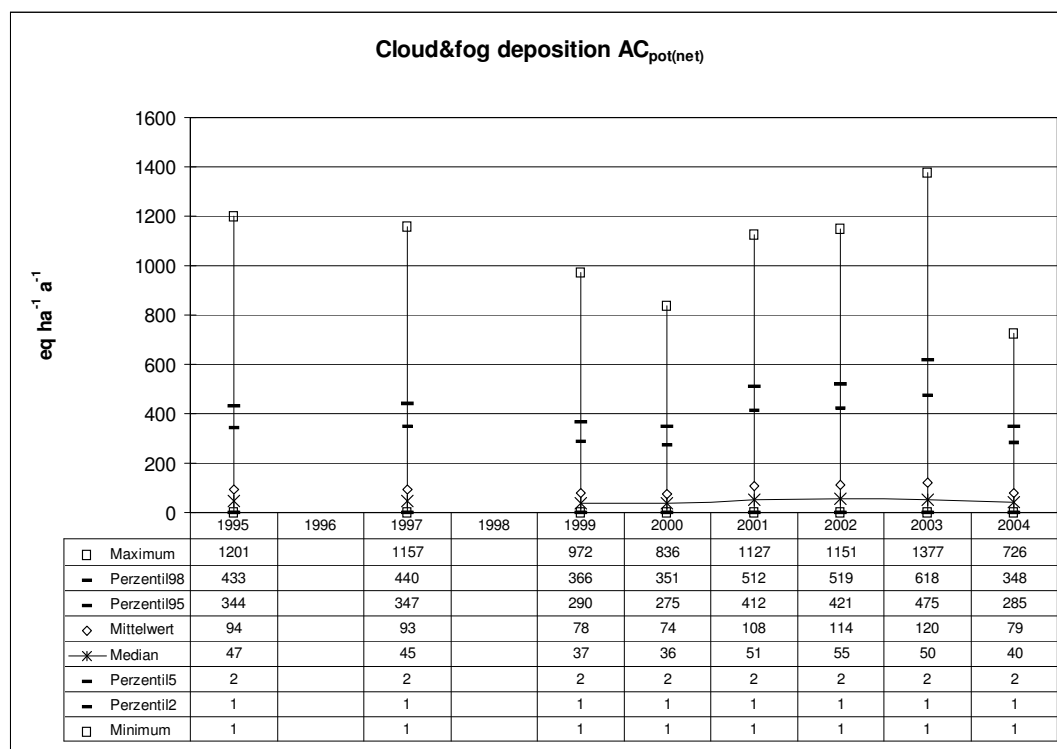 Cloud&fog deposition ACpot(net)
eq ha-1 a-1
1600
1400
1200
1000
800
600
400
200
0
1995 1996 1997 1998 1999 2000 2001 2002 2003 2004
Maximum 1201 1157 972 836 1127 1151 1377 726
Perzentil98 433 440 366 351 512 519 618 348
Perzentil95 344 347 290 275 412 421 475 285
Mittelwert 94 93 78 74 108 114 120 79
Median 47 45 37 36 51 55 50 40
Perzentil5 2 2 2 2 2 2 2 2
Perzentil2 1 1 1 1 1 1 1 1
Minimum 1 1 1 1 1 1 1 1